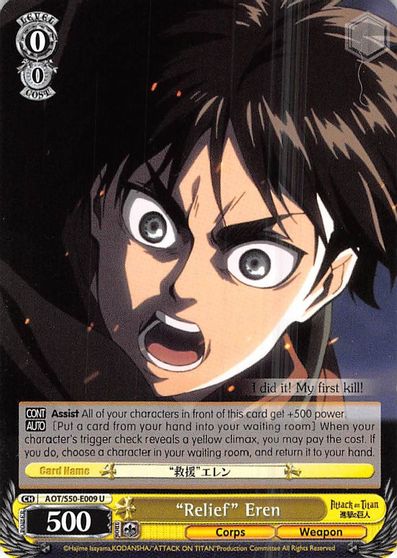 LEVEL
0
0
COST
I did it! My first kill!
CONT Assist All of your characters in front of this card get +500 power.
AUTO [Put a card from your hand into your waiting room] When your
character's trigger check reveals a yellow climax, you may pay the cost. If
you do, choose a character in your waiting room, and return it to your hand.
Card Name "救援"エレン
CH AOT/S50-E009 U
"Relief" Eren
Attack on Titan
進撃の巨人
POWER 500
Corps Weapon
©Hajime Isayama,KODANSHA/"ATTACK ON TITAN"Production Committee.